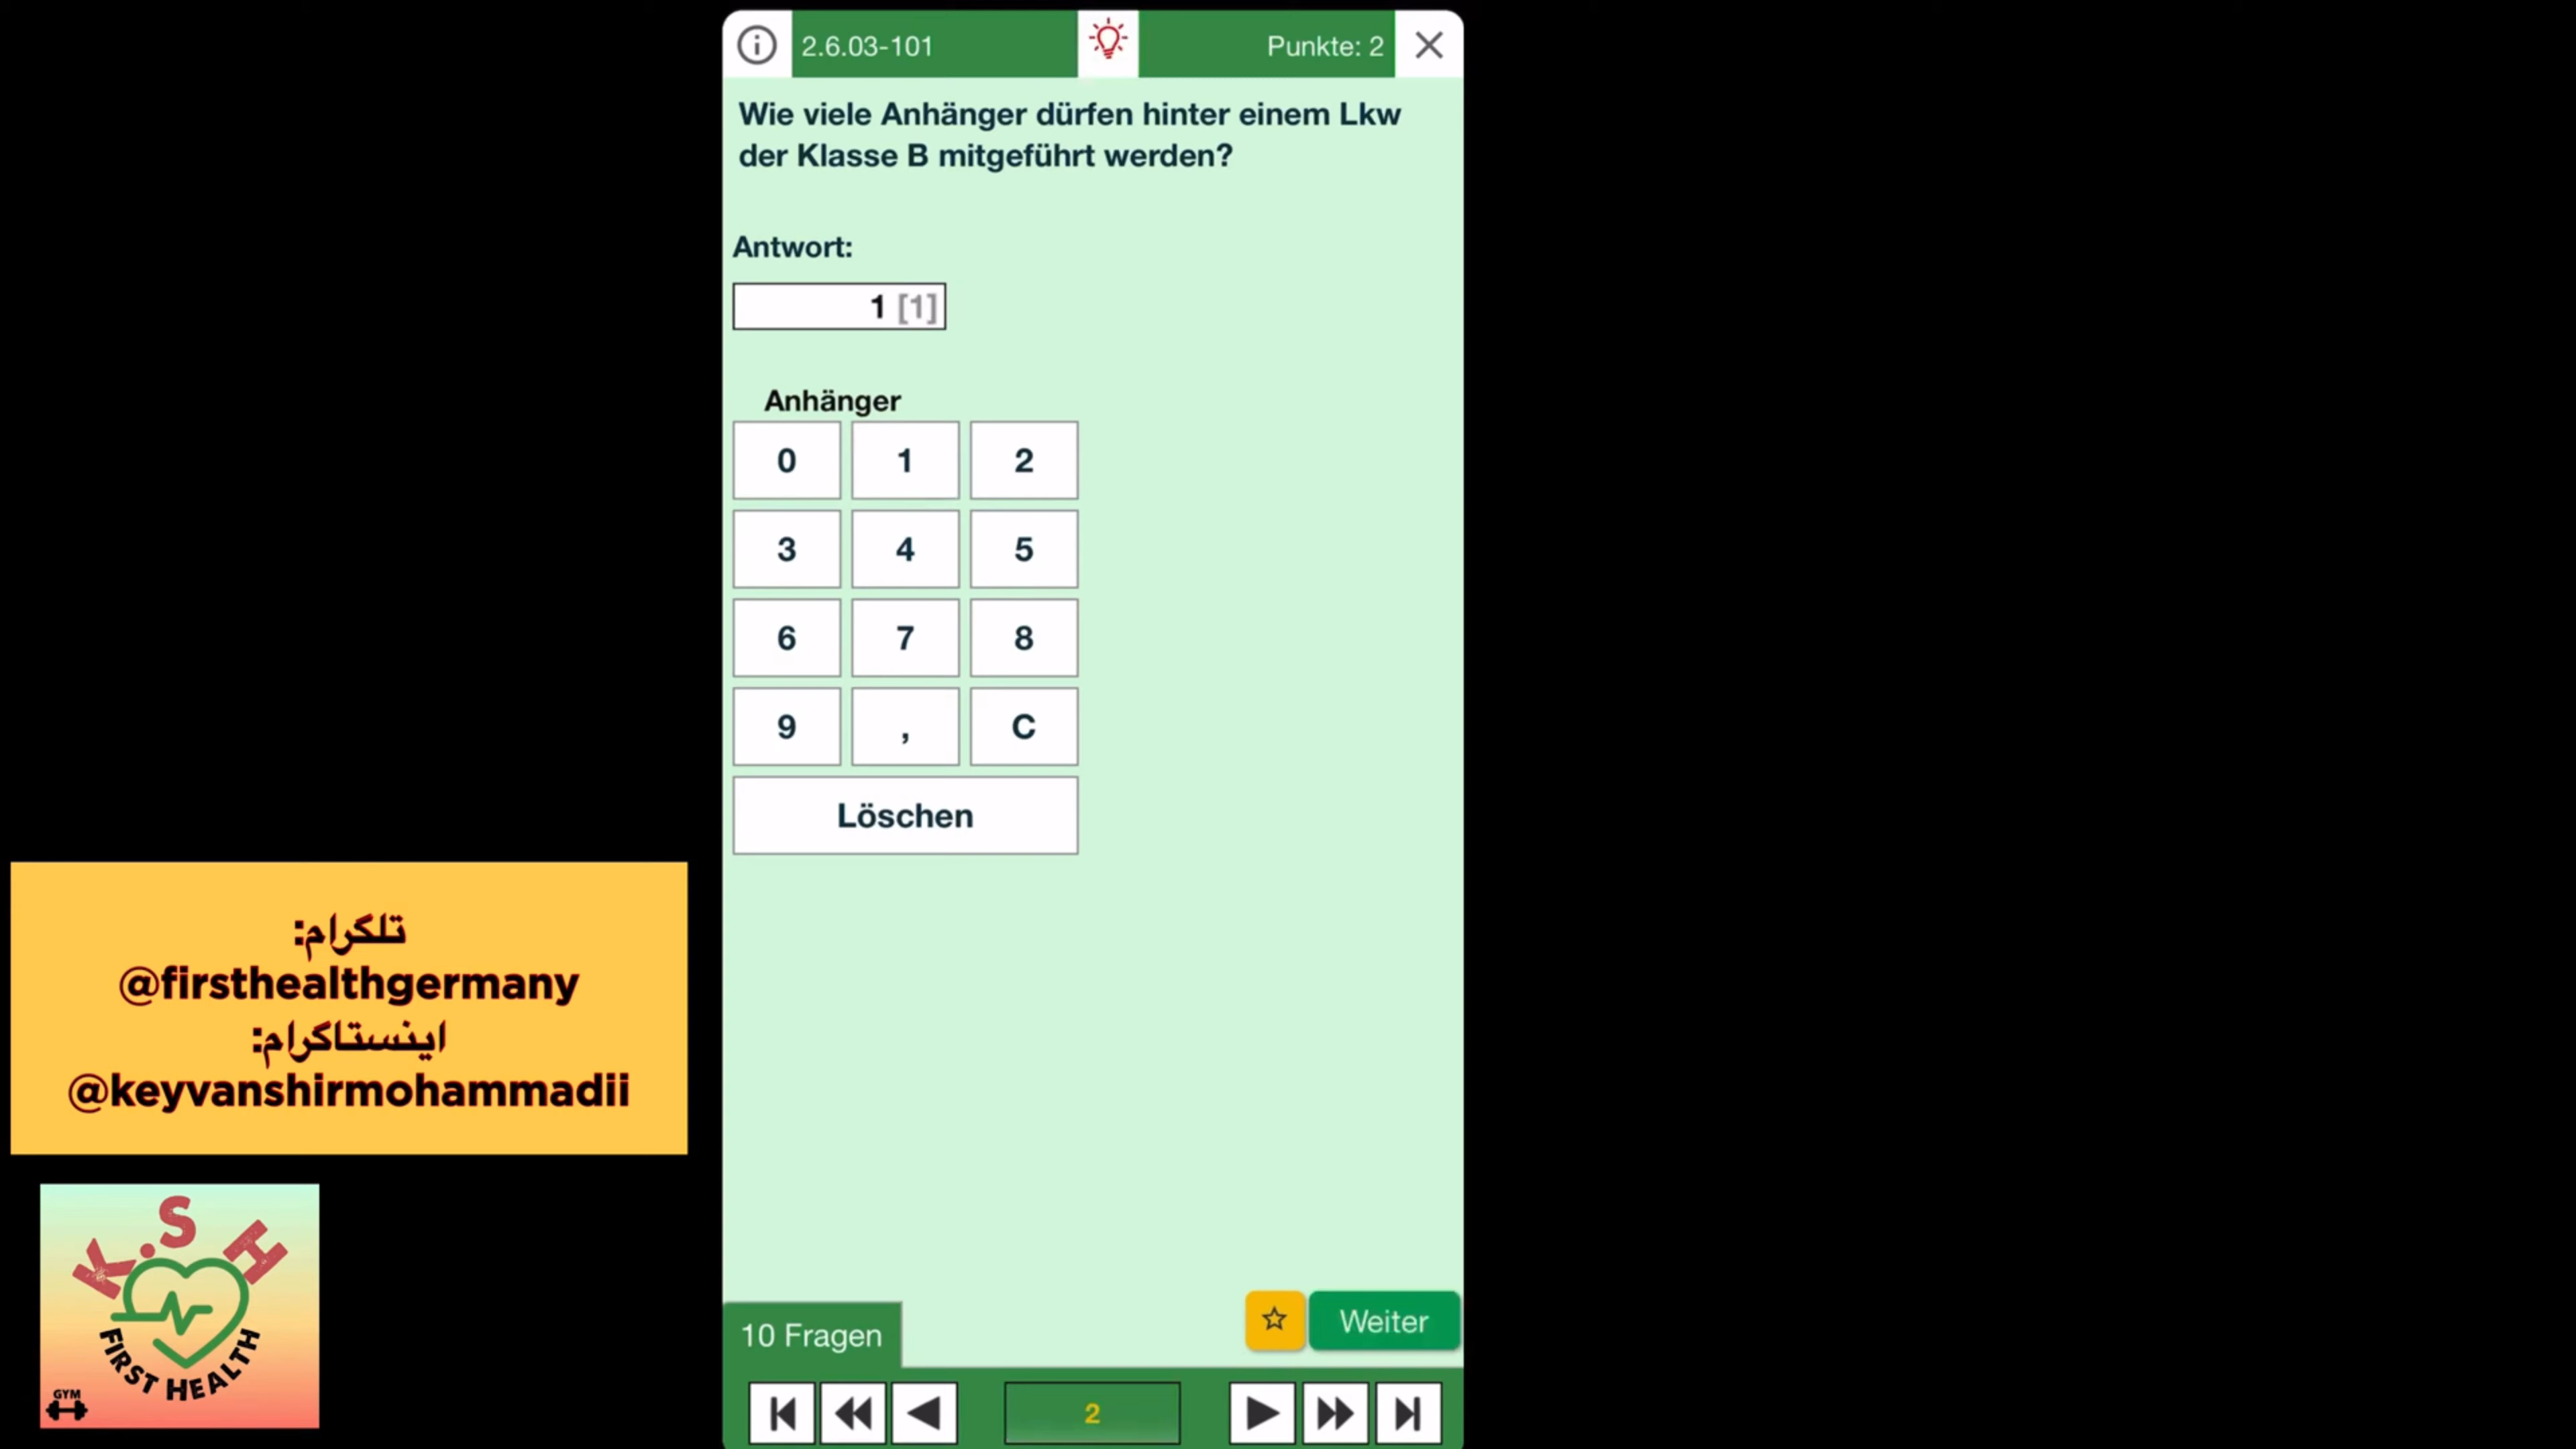 2.6.03-101
Punkte: 2
Wie viele Anhänger dürfen hinter einem Lkw
der Klasse B mitgeführt werden?
Antwort:
1 [1]
Anhänger
0 1 2
3 4 5
6 7 8
9 , C
Löschen
10 Fragen
Weiter
2
تلگرام:
@firsthealthgermany
اینستاگرام:
@keyvanshirmohammadii
K.SH
FIRST HEALTH
GYM